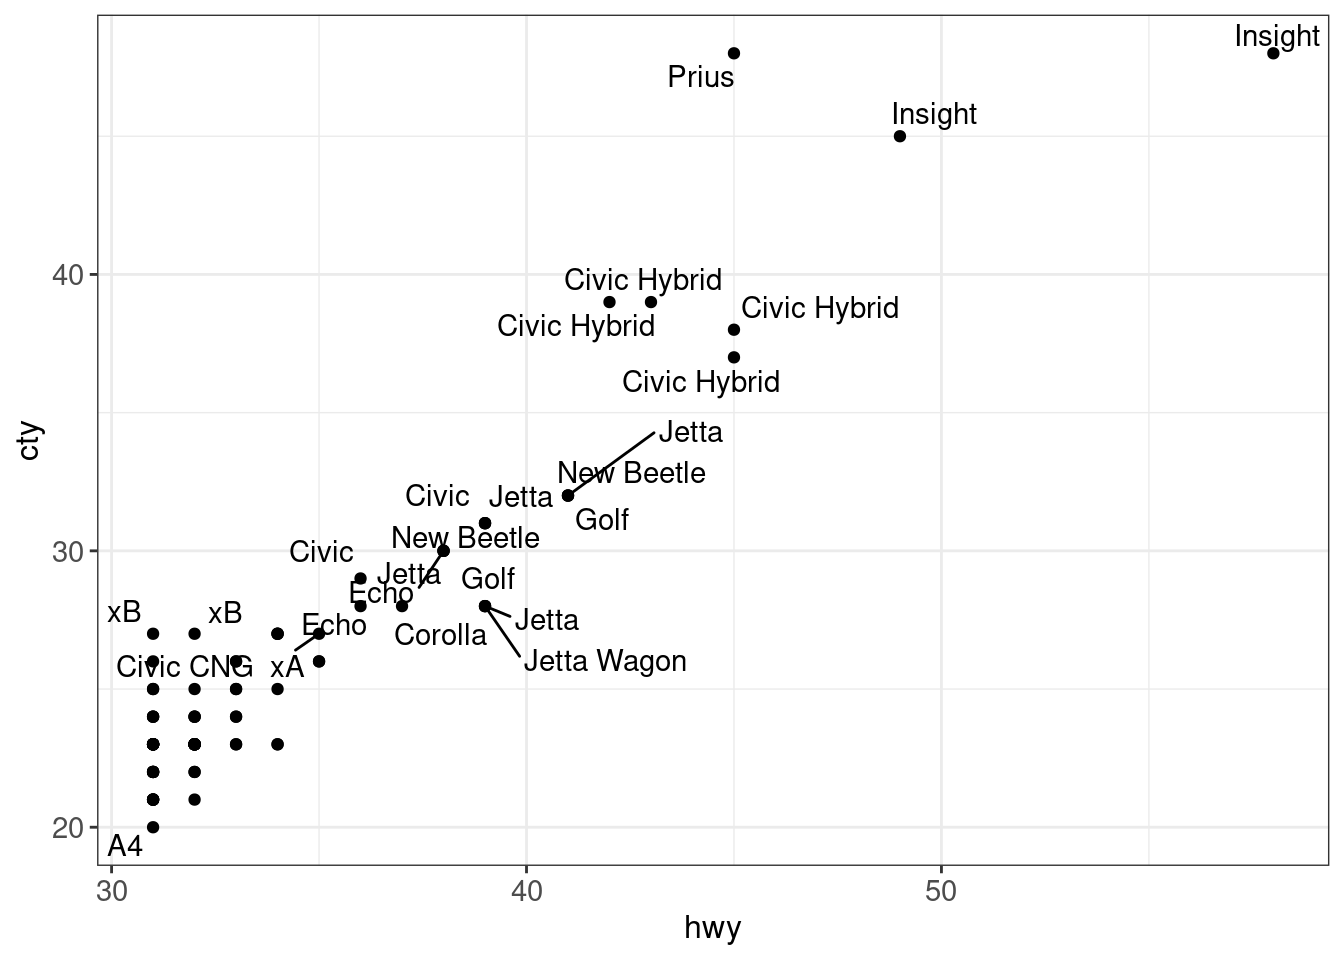 Insight
Prius
Insight
40
Civic Hybrid
Civic Hybrid
Civic Hybrid
Civic Hybrid
cty
Jetta
New Beetle
Civic
Jetta
Golf
New Beetle
30
Civic
Jetta
Golf
Echo
xB
xB
Echo
Jetta
Corolla
Civic CNG
xA
Jetta Wagon
20
A4
30
40
50
hwy